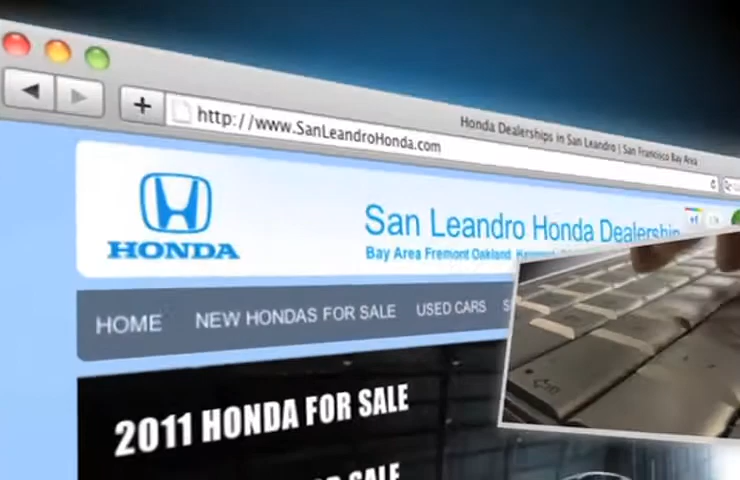 Honda Dealerships in San Leandro | San Francisco Bay Area
http://www.SanLeandroHonda.com
San Leandro Honda Dealership
HONDA
Bay Area Fremont Oakland,
HOME NEW HONDAS FOR SALE USED CARS
2011 HONDA FOR SALE
SALE